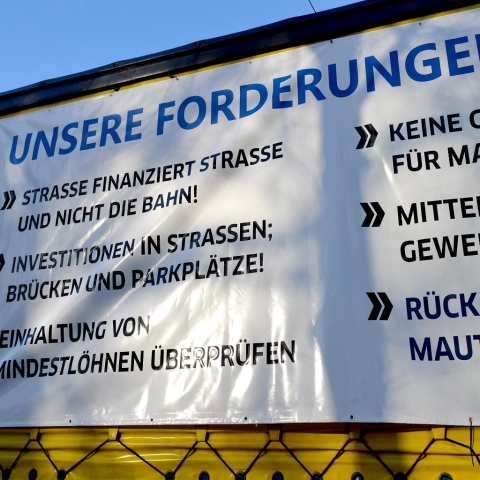 UNSERE FORDERUNGE
» STRASSE FINANZIERT STRASSE
UND NICHT DIE BAHN!
» INVESTITIONEN IN STRASSEN;
BRÜCKEN UND PARKPLÄTZE!
EINHALTUNG VON
MINDESTLÖHNEN ÜBERPRÜFEN
» KEINE
FÜR MA
» MITTE
GEWE
» RÜCK
MAUT